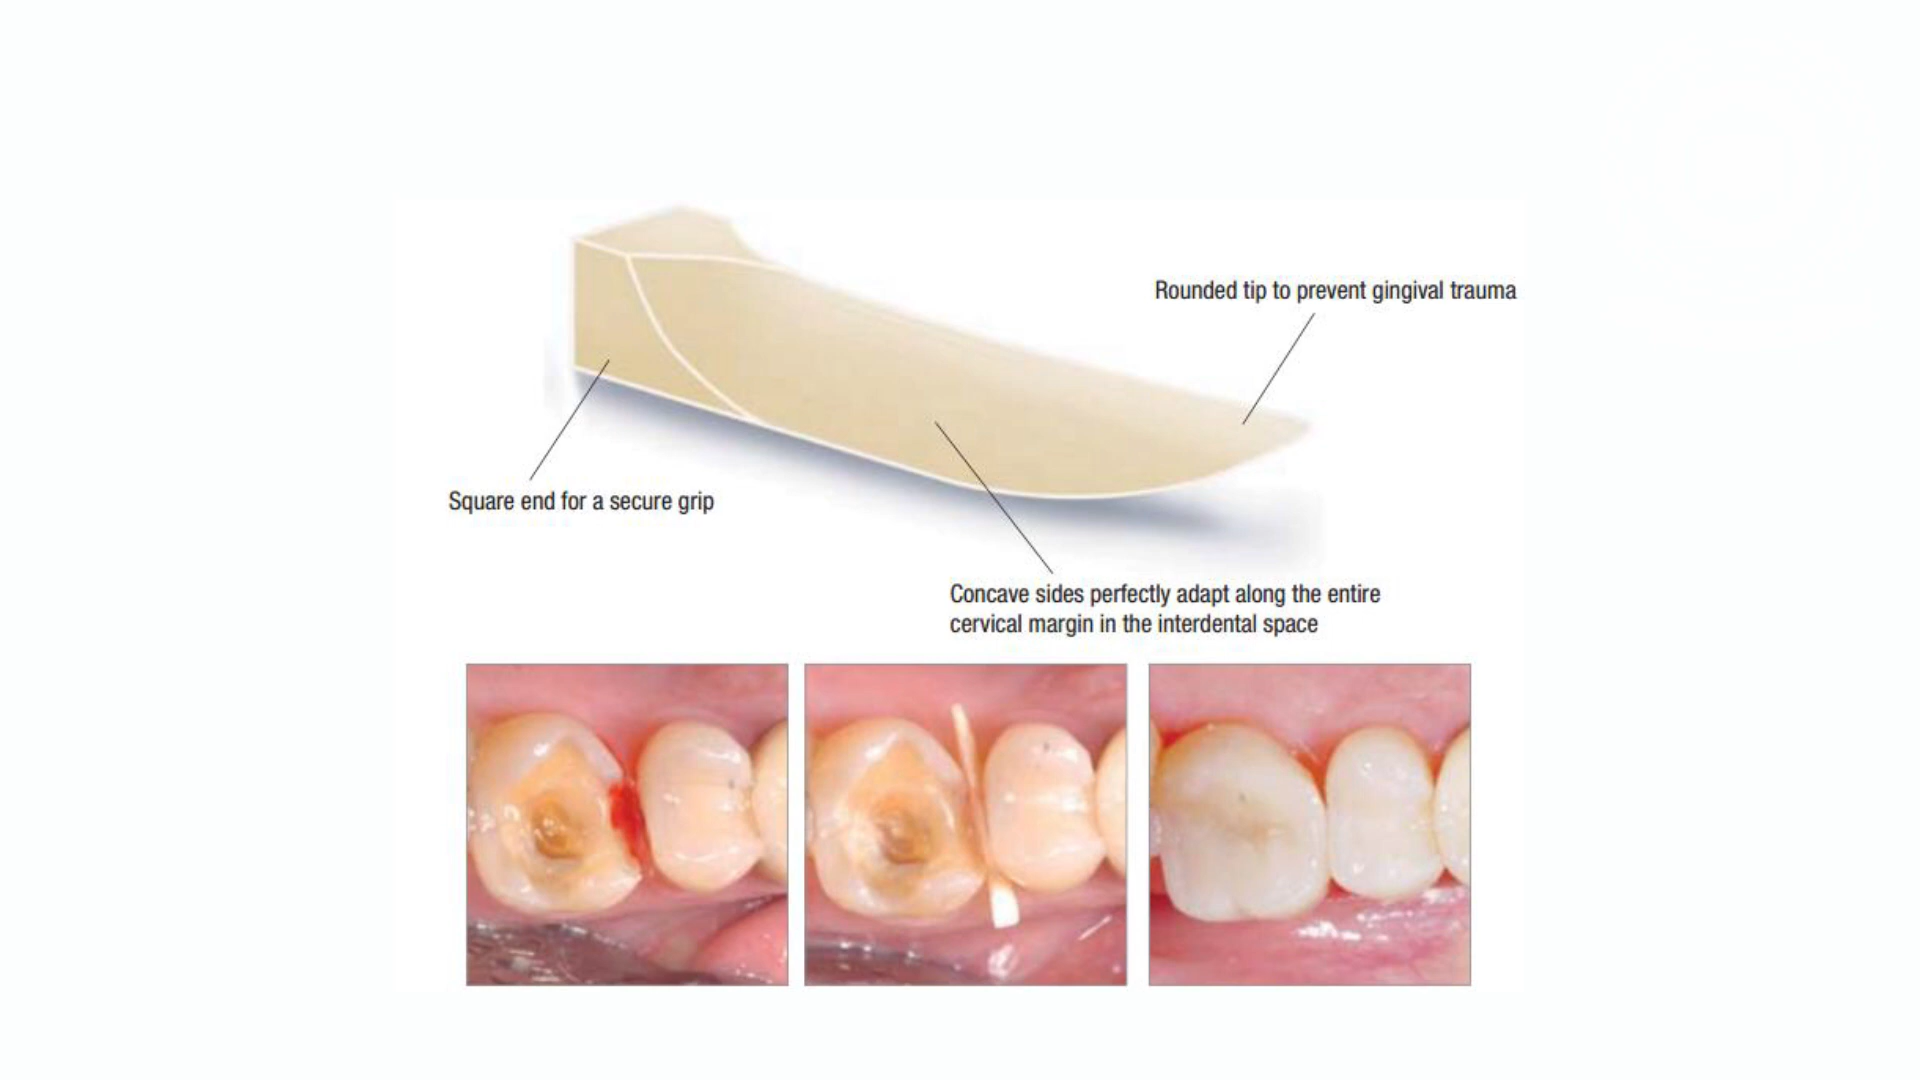 Rounded tip to prevent gingival trauma
Square end for a secure grip
Concave sides perfectly adapt along the entire
cervical margin in the interdental space